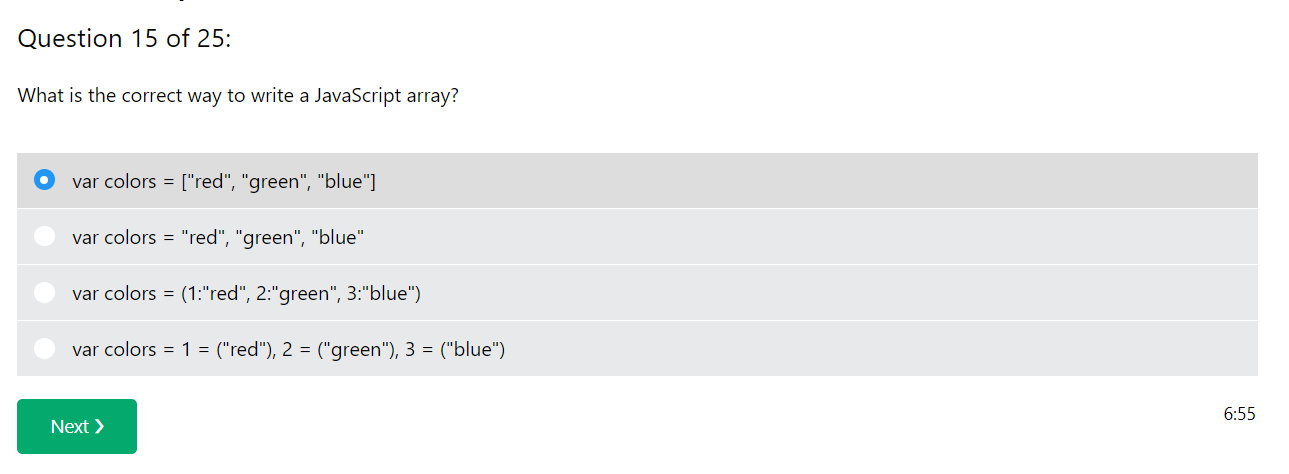 Question 15 of 25:
What is the correct way to write a JavaScript array?
var colors = ["red", "green", "blue"]
var colors = "red", "green", "blue"
var colors = (1:"red", 2:"green", 3:"blue")
var colors = 1 = ("red"), 2 = ("green"), 3 = ("blue")
Next ❯
6:55